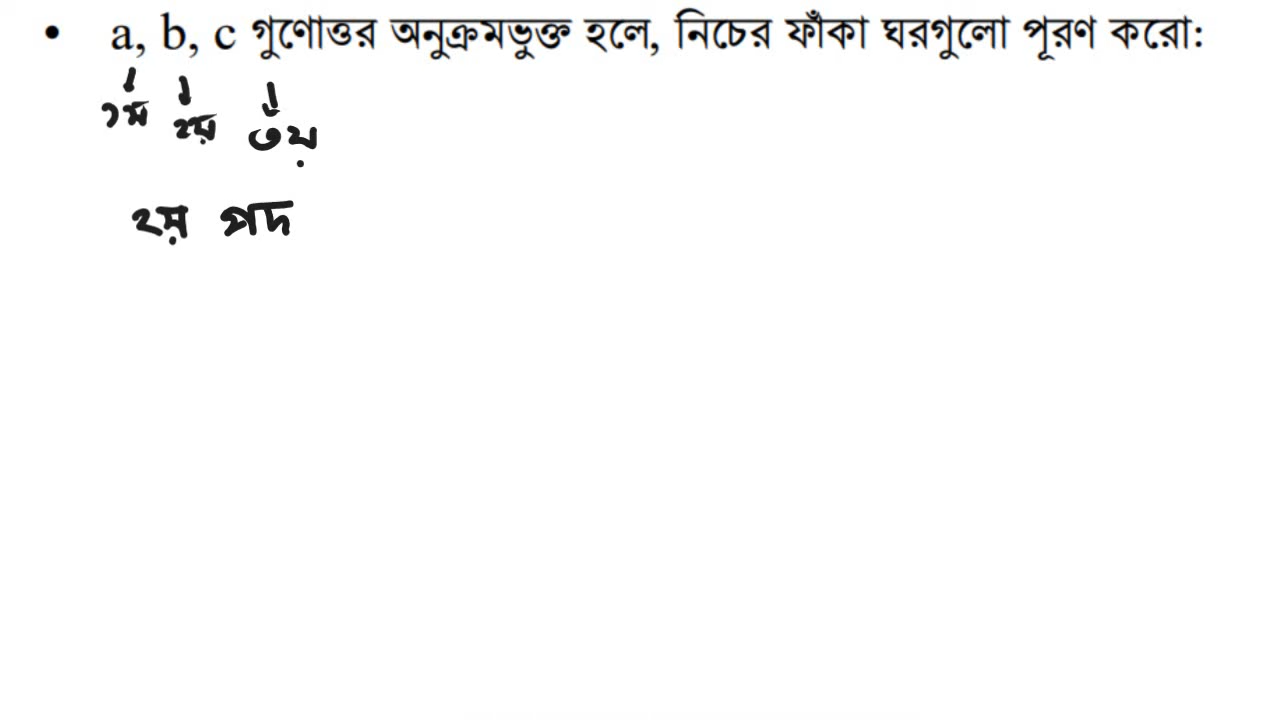 • a, b, c গুণোত্তর অনুক্রমভুক্ত হলে, নিচের ফাঁকা ঘরগুলো পূরণ করো:
১ম ২য় ৩য়
২য় পদ